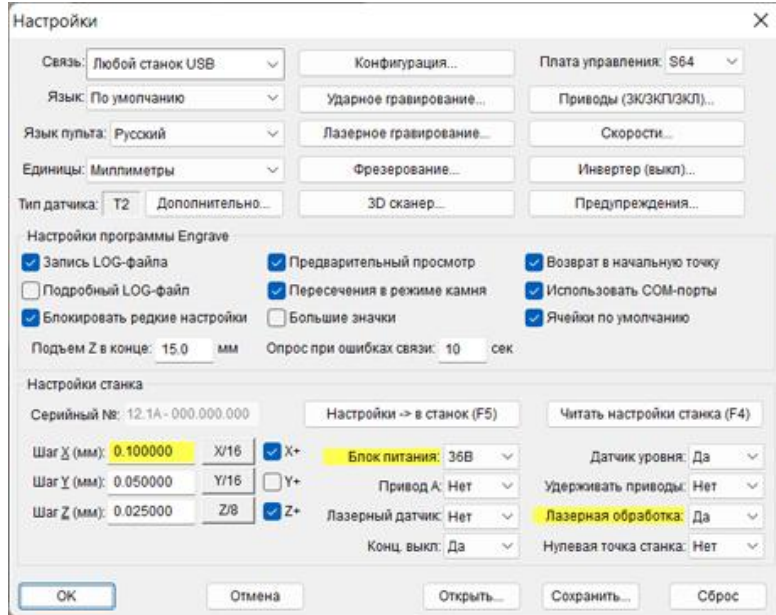 Настройки
Связь: Любой станок USB Конфигурация... Плата управления: S64
Язык: По умолчанию Ударное гравирование... Приводы (3К/3КП/3КЛ)...
Язык пульта: Русский Лазерное гравирование... Скорости...
Единицы: Миллиметры Фрезерование... Инвертер (выкл)...
Тип датчика: T2 Дополнительно... 3D сканер... Предупреждения...
Настройки программы Engrave
Запись LOG-файла Предварительный просмотр Возврат в начальную точку
Подробный LOG-файл Пересечения в режиме камня Использовать COM-порты
Блокировать редкие настройки Большие значки Ячейки по умолчанию
Подъем Z в конце: 15.0 мм Опрос при ошибках связи: 10 сек
Настройки станка
Серийный №: 12.1A-000.000.000 Настройки -> в станок (F5) Читать настройки станка (F4)
Шаг X (мм): 0.100000 X/16 X+ Блок питания: 36В Датчик уровня: Да
Шаг Y (мм): 0.050000 Y/16 Y+ Привод A: Нет Удерживать приводы: Нет
Шаг Z (мм): 0.025000 Z/8 Z+ Лазерный датчик: Нет Лазерная обработка: Да
Конц. выкл: Да Нулевая точка станка: Нет
OK Отмена Открыть... Сохранить... Сброс